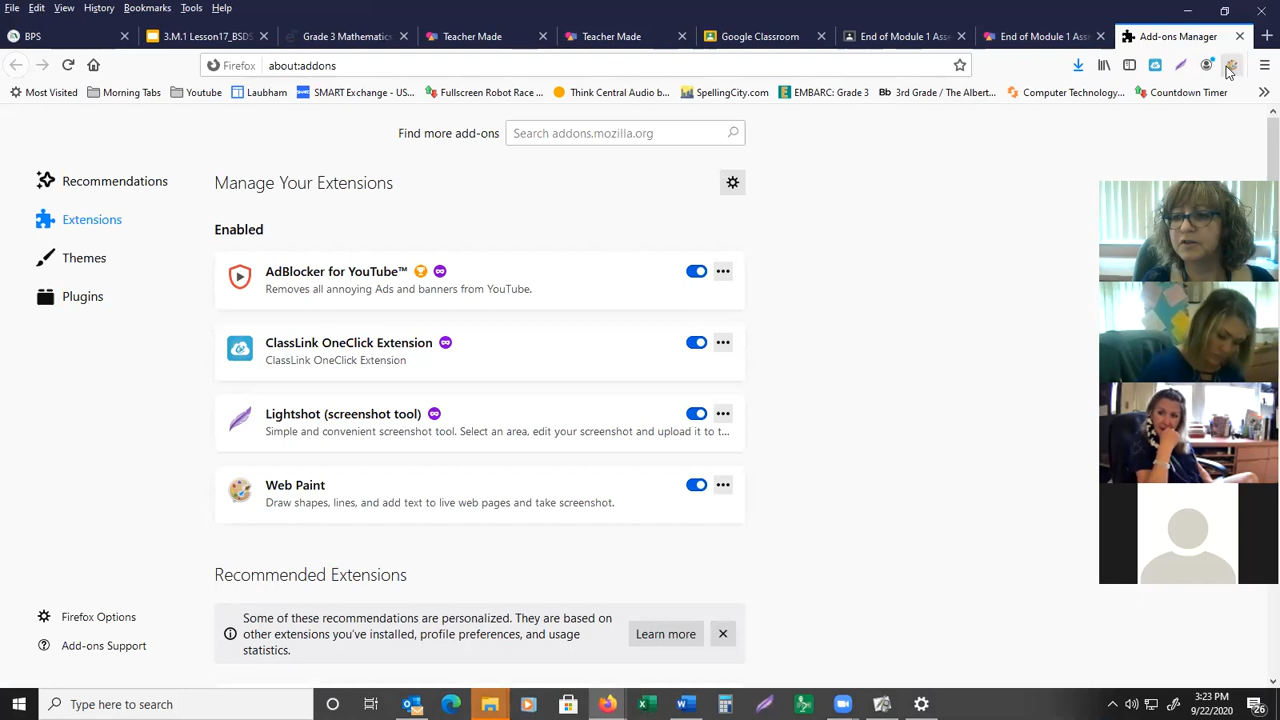 File Edit View History Bookmarks Tools Help
BPS 3.M.1 Lesson17_BSD Grade 3 Mathematic Teacher Made Teacher Made Google Classroom End of Module 1 Asse End of Module 1 Asse Add-ons Manager
Firefox about:addons
Most Visited Morning Tabs Youtube Laubham SMART Exchange - US... Fullscreen Robot Race ... Think Central Audio b... SpellingCity.com EMBARC: Grade 3 Bb 3rd Grade / The Albert... Computer Technology... Countdown Timer
Find more add-ons Search addons.mozilla.org
Recommendations
Extensions
Themes
Plugins
Manage Your Extensions
Enabled
AdBlocker for YouTube™
Removes all annoying Ads and banners from YouTube.
ClassLink OneClick Extension
ClassLink OneClick Extension
Lightshot (screenshot tool)
Simple and convenient screenshot tool. Select an area, edit your screenshot and upload it to t...
Web Paint
Draw shapes, lines, and add text to live web pages and take screenshot.
Recommended Extensions
Some of these recommendations are personalized. They are based on
other extensions you've installed, profile preferences, and usage
statistics.
Learn more
Firefox Options
Add-ons Support
Type here to search
3:23 PM
9/22/2020
26